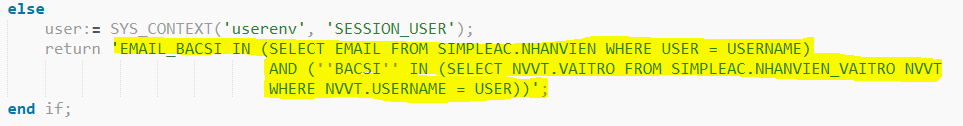 else
user:= SYS_CONTEXT('userenv', 'SESSION_USER');
return 'EMAIL_BACSI IN (SELECT EMAIL FROM SIMPLEAC.NHANVIEN WHERE USER = USERNAME)
AND (''BACSI'' IN (SELECT NVVT.VAITRO FROM SIMPLEAC.NHANVIEN_VAITRO NVVT
WHERE NVVT.USERNAME = USER))';
end if;